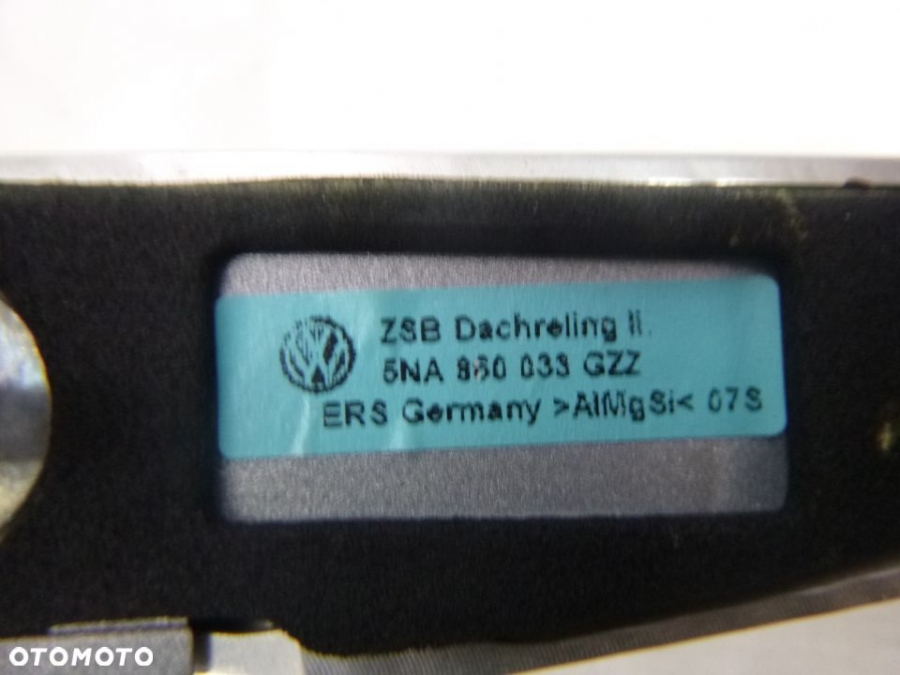 ZSB Dachreling li.
5NA 860 033 GZZ
ERS Germany >AlMgSi< 07S
OTOMOTO